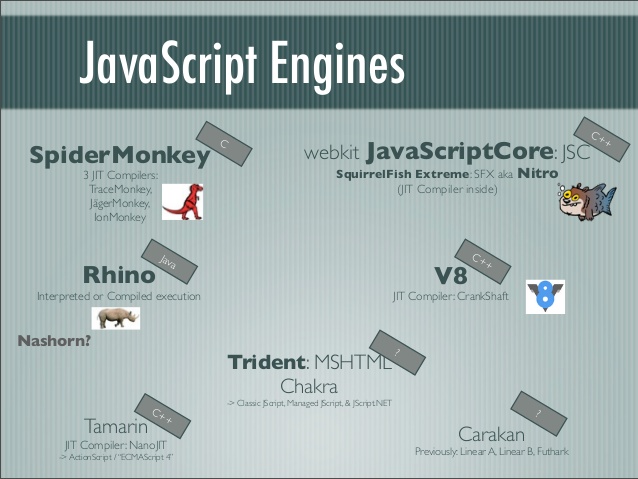 JavaScript Engines
C
SpiderMonkey
3 JIT Compilers:
TraceMonkey,
JägerMonkey,
IonMonkey
C++
webkit JavaScriptCore: JSC
SquirrelFish Extreme: SFX aka Nitro
(JIT Compiler inside)
Java
Rhino
Interpreted or Compiled execution
Nashorn?
C++
V8
JIT Compiler: CrankShaft
8
?
Trident: MSHTML
Chakra
-> Classic JScript, Managed JScript, & JScript.NET
C++
Tamarin
JIT Compiler: NanoJIT
-> ActionScript / "ECMAScript 4"
?
Carakan
Previously: Linear A, Linear B, Futhark